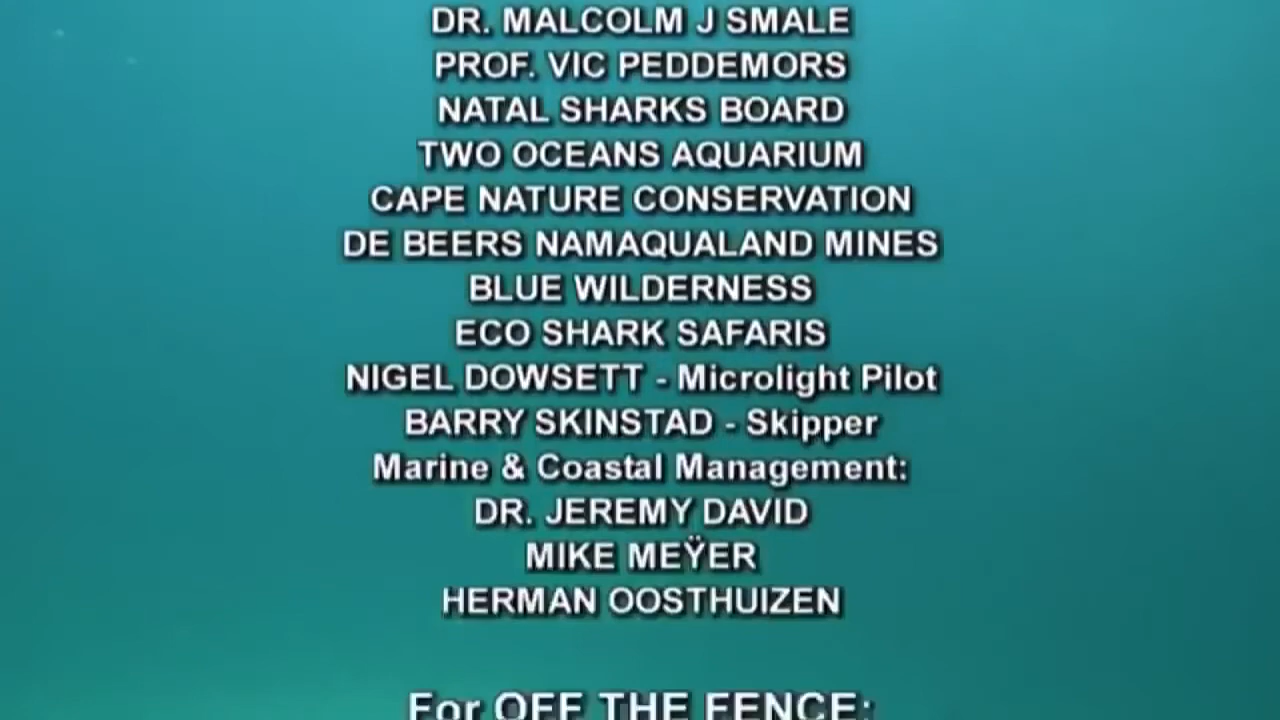 DR. MALCOLM J SMALE
PROF. VIC PEDDEMORS
NATAL SHARKS BOARD
TWO OCEANS AQUARIUM
CAPE NATURE CONSERVATION
DE BEERS NAMAQUALAND MINES
BLUE WILDERNESS
ECO SHARK SAFARIS
NIGEL DOWSETT - Microlight Pilot
BARRY SKINSTAD - Skipper
Marine & Coastal Management:
DR. JEREMY DAVID
MIKE MEŸER
HERMAN OOSTHUIZEN
For OFF THE FENCE: